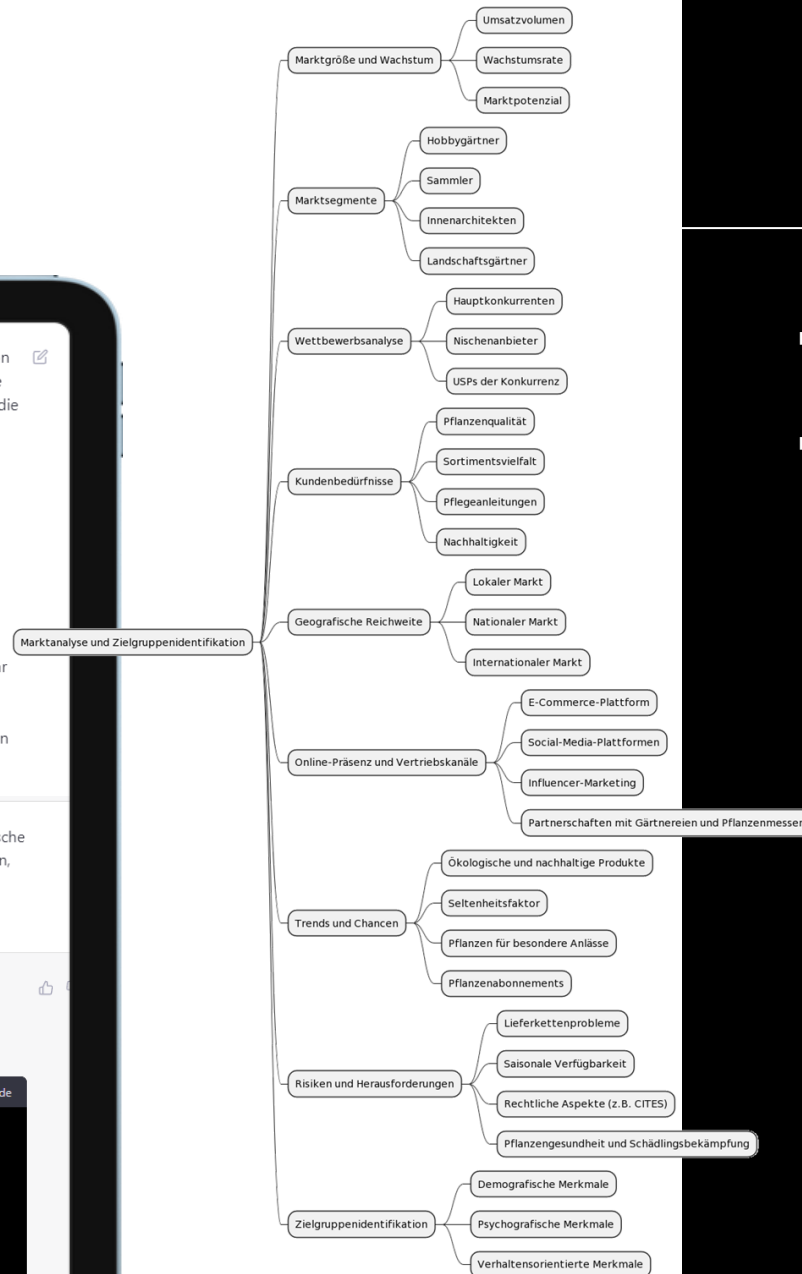 Umsatzvolumen
Marktgröße und Wachstum
Wachstumsrate
Marktpotenzial
Hobbygärtner
Sammler
Marktsegmente
Innenarchitekten
Landschaftsgärtner
Hauptkonkurrenten
Wettbewerbsanalyse
Nischenanbieter
USPs der Konkurrenz
die
Pflanzenqualität
Sortimentsvielfalt
Kundenbedürfnisse
Pflegeanleitungen
Nachhaltigkeit
Lokaler Markt
Geografische Reichweite
Nationaler Markt
Marktanalyse und Zielgruppenidentifikation
Internationaler Markt
E-Commerce-Plattform
Social-Media-Plattformen
Online-Präsenz und Vertriebskanäle
Influencer-Marketing
Partnerschaften mit Gärtnereien und Pflanzenmessen
Ökologische und nachhaltige Produkte
Seltenheitsfaktor
Trends und Chancen
Pflanzen für besondere Anlässe
Pflanzenabonnements
Lieferkettenprobleme
Saisonale Verfügbarkeit
Risiken und Herausforderungen
Rechtliche Aspekte (z.B. CITES)
Pflanzengesundheit und Schädlingsbekämpfung
Demografische Merkmale
Zielgruppenidentifikation
Psychografische Merkmale
Verhaltensorientierte Merkmale